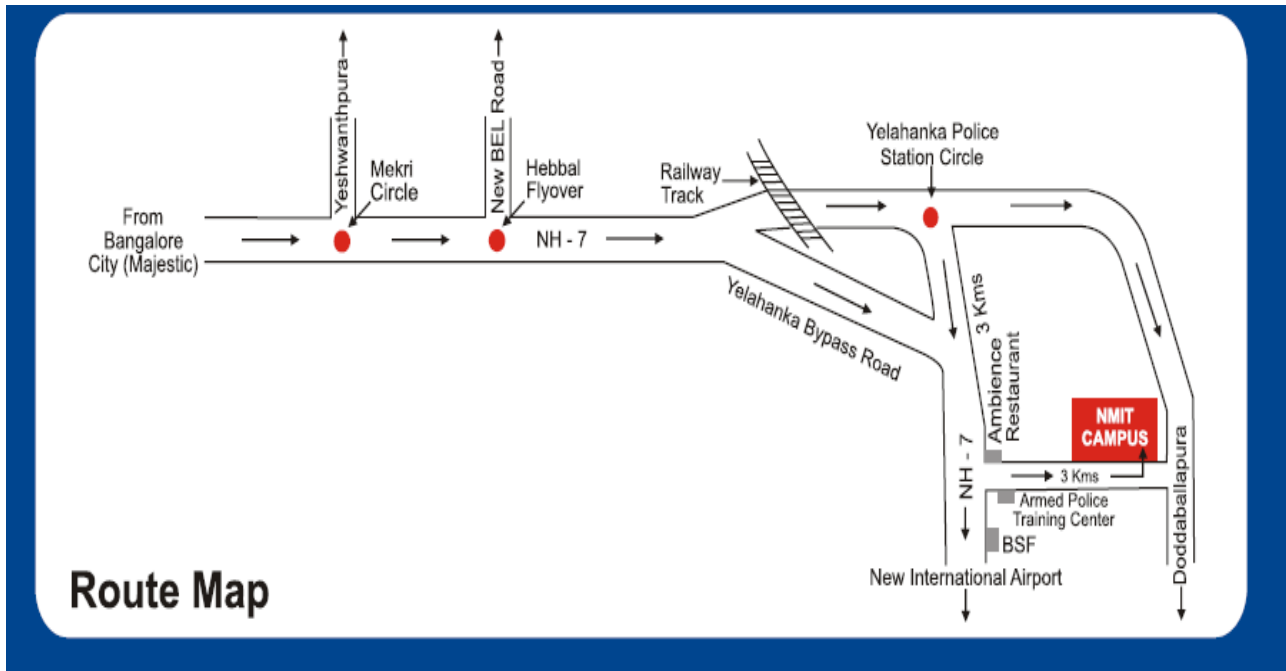 Yeshwanthpura
New BEL Road
Mekri
Circle
Hebbal
Flyover
Railway
Track
Yelahanka Police
Station Circle
From
Bangalore
City (Majestic)
NH - 7
Yelahanka Bypass Road
3 Kms
Ambience
Restaurant
NMIT
CAMPUS
NH - 7
3 Kms
Armed Police
Training Center
BSF
Doddaballapura
New International Airport
Route Map